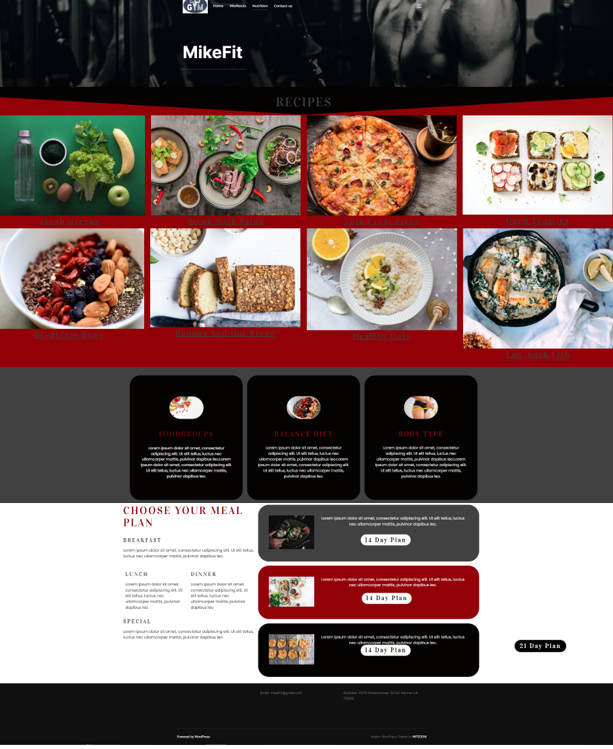 GYM
Home Workouts Nutrition Contact us
MikeFit
RECIPES
Fresh Greens
Steak With Salad
Thin Crust Pizza
Open Toasties
Breakfast Bowl
Banana And Oat Bread
Healthy Oats
Low-Carb Fish
FOODGROUPS
Lorem ipsum dolor sit amet, consectetur
adipiscing elit. Ut elit tellus, luctus nec
ullamcorper mattis, pulvinar dapibus leo.Lorem
ipsum dolor sit amet, consectetur adipiscing elit.
Ut elit tellus, luctus nec ullamcorper mattis,
pulvinar dapibus leo.
BALANCE DIET
Lorem ipsum dolor sit amet, consectetur
adipiscing elit. Ut elit tellus, luctus nec
ullamcorper mattis, pulvinar dapibus leo.Lorem
ipsum dolor sit amet, consectetur adipiscing elit.
Ut elit tellus, luctus nec ullamcorper mattis,
pulvinar dapibus leo.
BODY TYPE
Lorem ipsum dolor sit amet, consectetur
adipiscing elit. Ut elit tellus, luctus nec
ullamcorper mattis, pulvinar dapibus leo.Lorem
ipsum dolor sit amet, consectetur adipiscing elit.
Ut elit tellus, luctus nec ullamcorper mattis,
pulvinar dapibus leo.
CHOOSE YOUR MEAL
PLAN
BREAKFAST
Lorem ipsum dolor sit amet, consectetur adipiscing elit. Ut elit tellus,
luctus nec ullamcorper mattis, pulvinar dapibus leo.
LUNCH
Lorem ipsum dolor sit amet,
consectetur adipiscing elit. Ut
elit tellus, luctus nec
ullamcorper mattis, pulvinar
dapibus leo
DINNER
Lorem ipsum dolor sit amet,
consectetur adipiscing elit. Ut
elit tellus, luctus nec
ullamcorper mattis, pulvinar
dapibus leo.
SPECIAL
Lorem ipsum dolor sit amet, consectetur adipiscing elit. Ut elit tellus,
luctus nec ullamcorper mattis, pulvinar dapibus leo.
Lorem ipsum dolor sit amet, consectetur adipiscing elit. Ut elit tellus, luctus
nec ullamcorper mattis, pulvinar dapibus leo.
14 Day Plan
Lorem ipsum dolor sit amet, consectetur adipiscing elit. Ut elit tellus, luctus
nec ullamcorper mattis, pulvinar dapibus leo.
14 Day Plan
Lorem ipsum dolor sit amet, consectetur adipiscing elit. Ut elit tellus, luctus
nec ullamcorper mattis, pulvinar dapibus leo.
14 Day Plan
21 Day Plan
Powered by WordPress
Inspiro WordPress Theme by WPZOOM